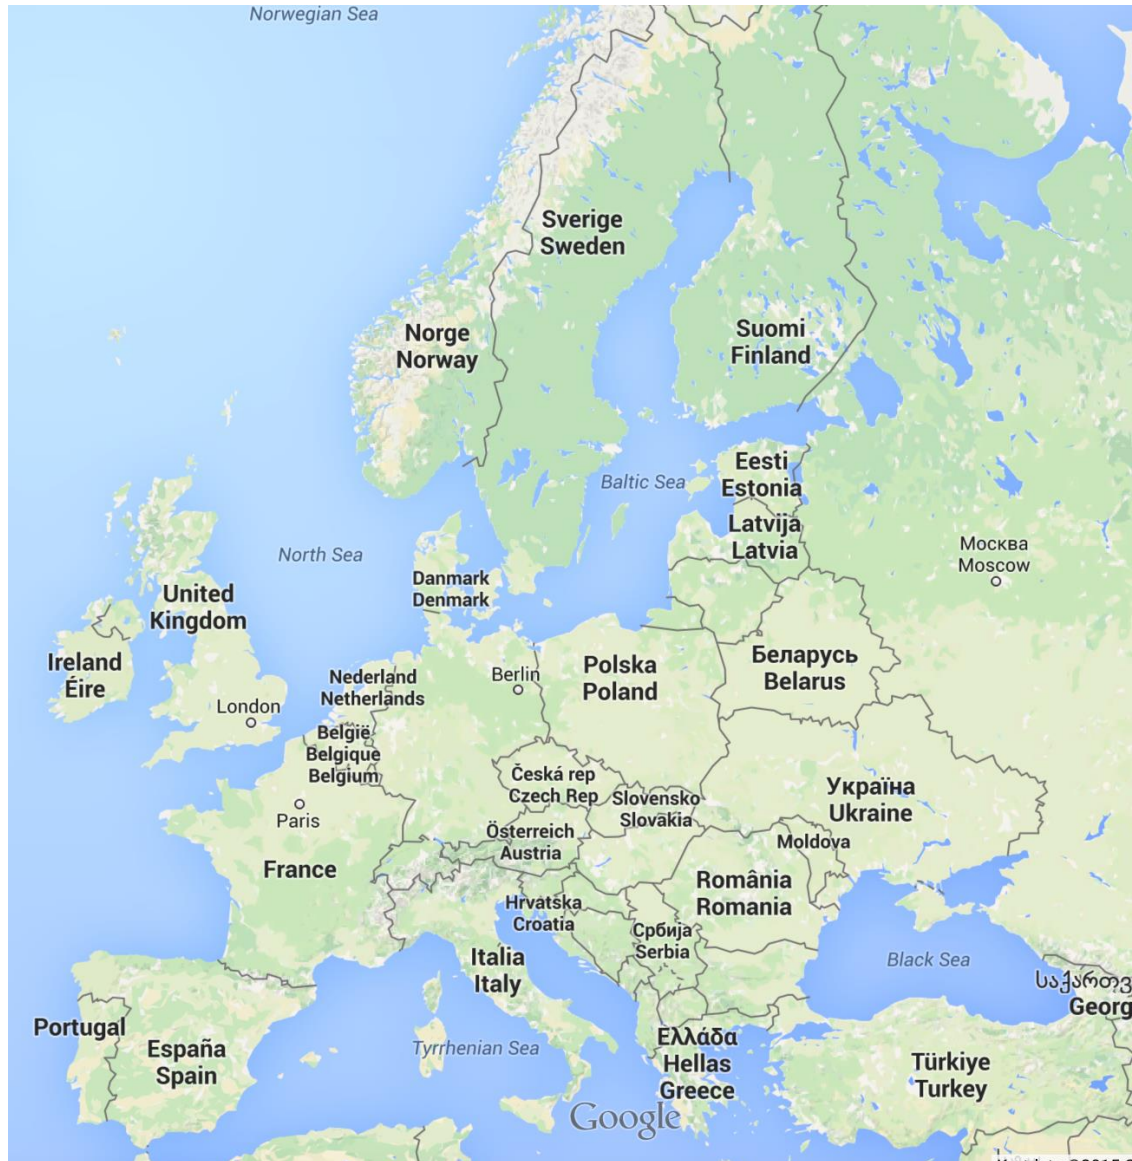 Norwegian Sea
Sverige
Sweden
Norge
Norway
Suomi
Finland
Eesti
Estonia
Baltic Sea
Latvija
Latvia
North Sea
Москва
Moscow
Danmark
Denmark
United
Kingdom
Ireland
Éire
Беларусь
Belarus
Polska
Poland
Nederland
Netherlands
Berlin
London
België
Belgique
Belgium
Česká rep
Czech Rep
Slovensko
Slovakia
Україна
Ukraine
Paris
Österreich
Austria
Moldova
France
România
Romania
Hrvatska
Croatia
Србија
Serbia
Italia
Italy
Black Sea
საქართვ
Georg
Portugal
España
Spain
Tyrrhenian Sea
Ελλάδα
Hellas
Greece
Türkiye
Turkey
Google